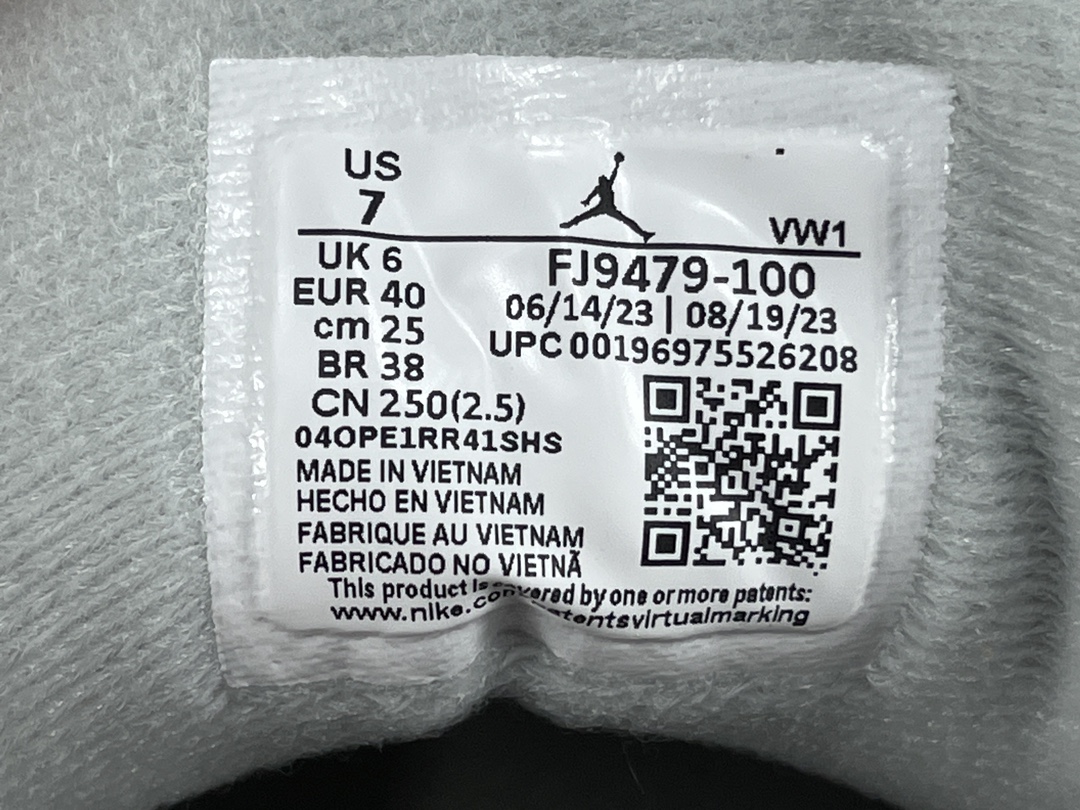 US
7
VW1
UK 6
EUR 40
cm 25
BR 38
CN 250(2.5)
FJ9479-100
06/14/23 | 08/19/23
UPC 00196975526208
04OPE1RR41SHS
MADE IN VIETNAM
HECHO EN VIETNAM
FABRIQUE AU VIETNAM
FABRICADO NO VIETNÃ
This product is covered by one or more patents:
www.nike.co tentsvirtualmarking